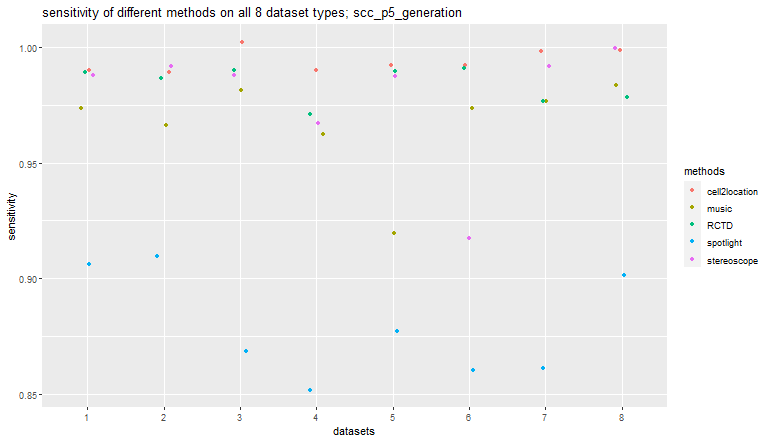 sensitivity of different methods on all 8 dataset types; scc_p5_generation
1.00
0.95
0.90
0.85
sensitivity
1 2 3 4 5 6 7 8
datasets
methods
cell2location
music
RCTD
spotlight
stereoscope